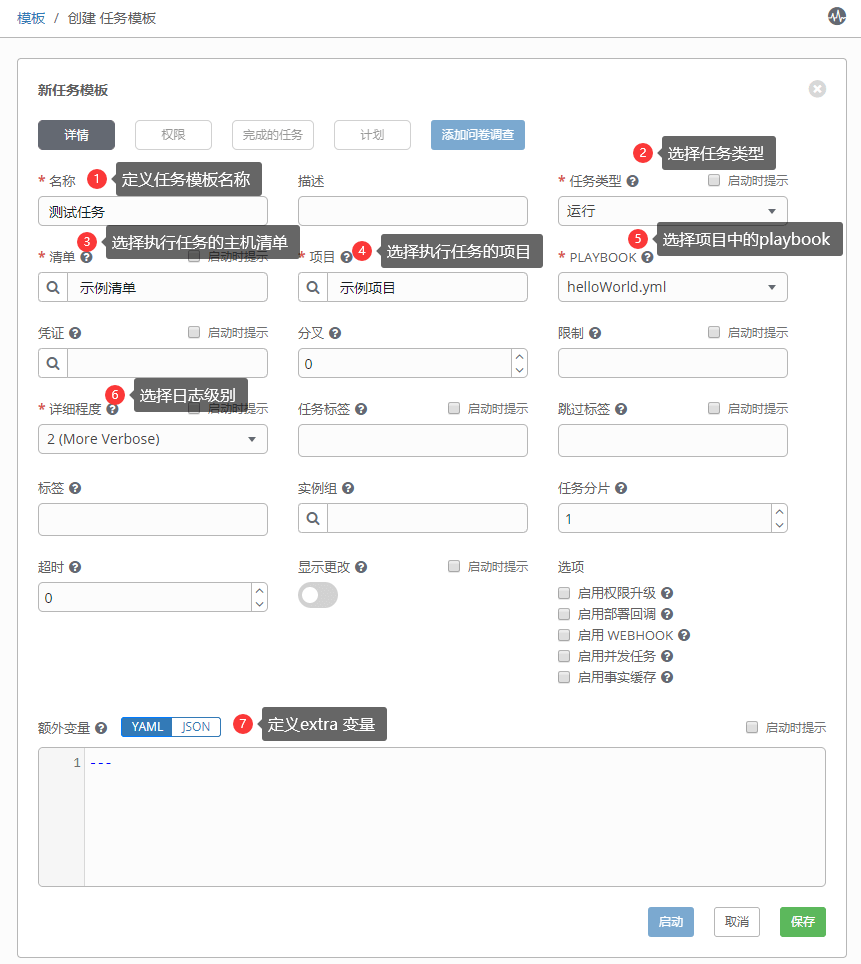 模板 / 创建 任务模板
新任务模板
详情 权限 完成的任务 计划 添加问卷调查
* 名称 1 定义任务模板名称 描述 * 任务类型 2 选择任务类型 启动时提示
测试任务 运行
* 清单 3 选择执行任务的主机清单 启动时提示 * 项目 4 选择执行任务的项目 * PLAYBOOK 5 选择项目中的playbook
示例清单 示例项目 helloWorld.yml
凭证 启动时提示 分叉 限制 启动时提示
0
* 详细程度 6 选择日志级别 启动时提示 任务标签 启动时提示 跳过标签 启动时提示
2 (More Verbose)
标签 实例组 任务分片
1
超时 显示更改 启动时提示 选项
0
启用权限升级
启用部署回调
启用 WEBHOOK
启用并发任务
启用事实缓存
额外变量 YAML JSON 7 定义extra 变量 启动时提示
1 ---
启动 取消 保存